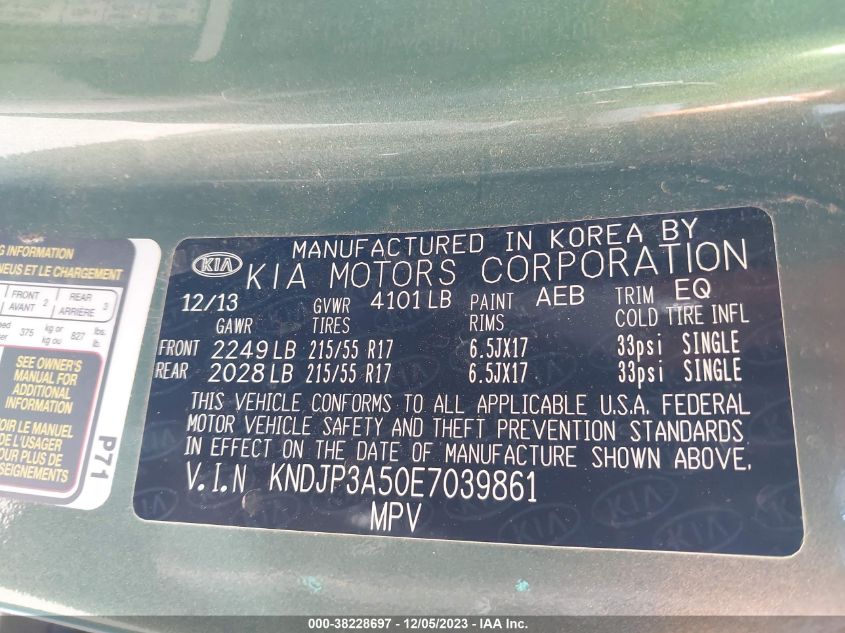 G INFORMATION
NEUS ET LE CHARGEMENT
FRONT 2 REAR 3
AVANT ARRIÈRE
375 kg or 827 lbs.
kg ou lb.
SEE OWNER'S
MANUAL FOR
ADDITIONAL
INFORMATION
LE MANUEL
DE L'USAGER
POUR PLUS DE
P71
MANUFACTURED IN KOREA BY
KIA KIA MOTORS CORPORATION
12/13 GVWR 4101 LB PAINT AEB TRIM EQ
GAWR TIRES RIMS COLD TIRE INFL
FRONT 2249 LB 215/55 R17 6.5JX17 33psi SINGLE
REAR 2028 LB 215/55 R17 6.5JX17 33psi SINGLE
THIS VEHICLE CONFORMS TO ALL APPLICABLE U.S.A. FEDERAL
MOTOR VEHICLE SAFETY AND THEFT PREVENTION STANDARDS
IN EFFECT ON THE DATE OF MANUFACTURE SHOWN ABOVE.
V.I.N KNDJP3A50E7039861
MPV
000-38228697 - 12/05/2023 - IAA Inc.